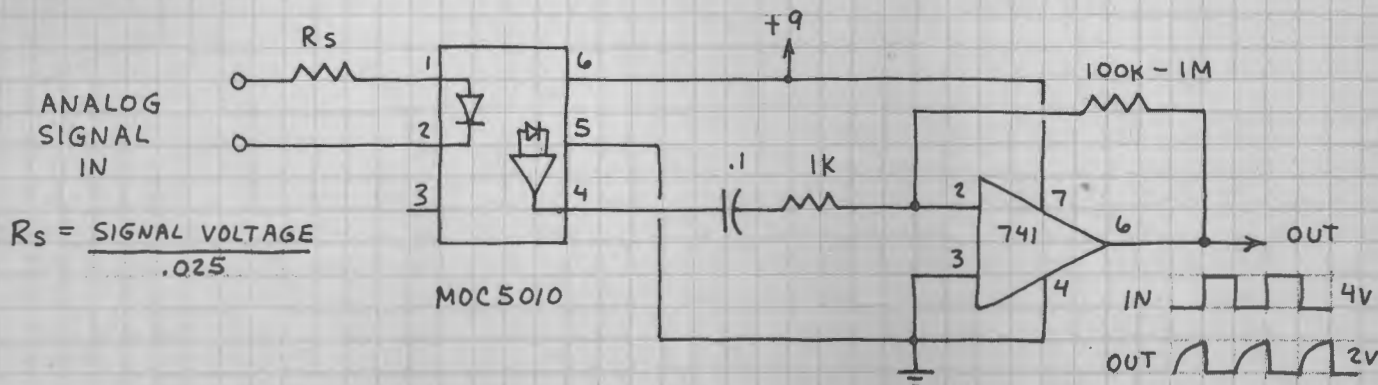 ANALOG
SIGNAL
IN
Rs
1
2
3
6
5
4
MOC5010
Rs = SIGNAL VOLTAGE
.025
+9
.1
1K
100K - 1M
2
3
7
741
6
4
OUT
IN
4V
OUT
2V